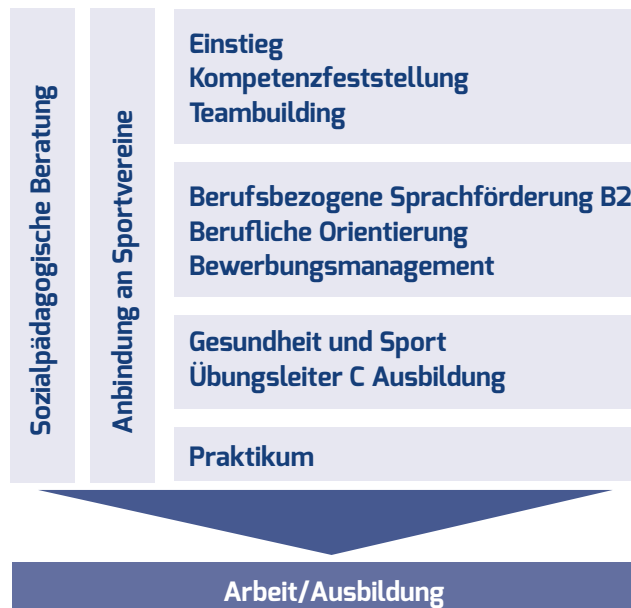 Sozialpädagogische Beratung
Anbindung an Sportvereine
Einstieg
Kompetenzfeststellung
Teambuilding
Berufsbezogene Sprachförderung B2
Berufliche Orientierung
Bewerbungsmanagement
Gesundheit und Sport
Übungsleiter C Ausbildung
Praktikum
Arbeit/Ausbildung